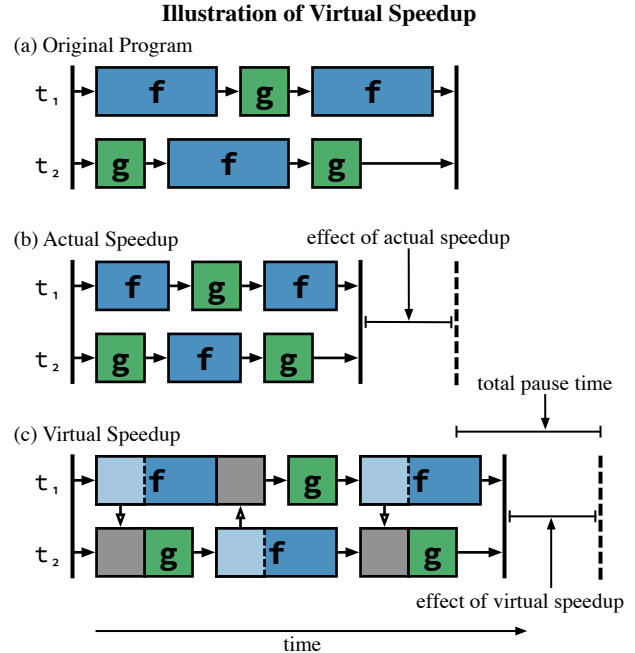 Illustration of Virtual Speedup
(a) Original Program
t₁ f g f
t₂ g f g
(b) Actual Speedup
effect of actual speedup
t₁ f g f
t₂ g f g
total pause time
(c) Virtual Speedup
t₁ f g f
t₂ g f g
effect of virtual speedup
time